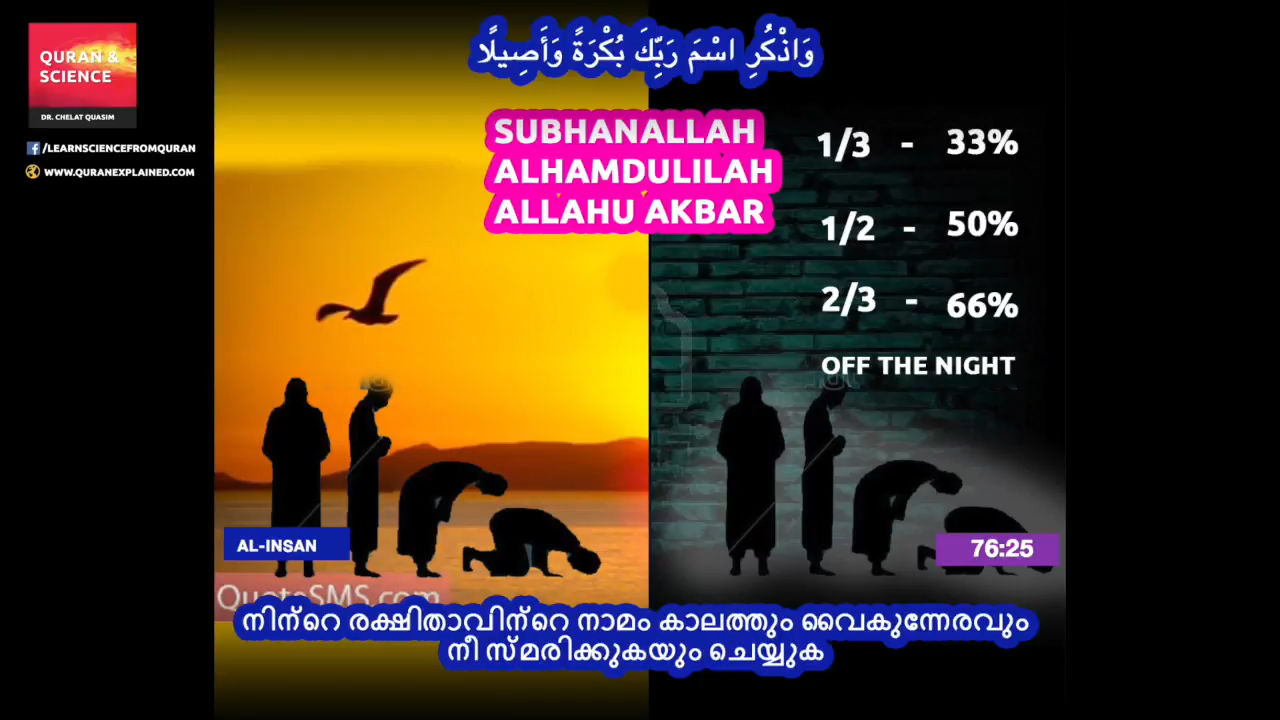 QURAN &
SCIENCE
DR. CHELAT QUASIM
/LEARNSCIENCEFROMQURAN
WWW.QURANEXPLAINED.COM
وَاذْكُرِ اسْمَ رَبِّكَ بُكْرَةً وَأَصِيلًا
SUBHANALLAH
ALHAMDULILAH
ALLAHU AKBAR
1/3 - 33%
1/2 - 50%
2/3 - 66%
OFF THE NIGHT
AL-INSAN
76:25
QuoteSMS.com
നിന്റെ രക്ഷിതാവിന്റെ നാമം കാലത്തും വൈകുന്നേരവും
നീ സ്മരിക്കുകയും ചെയ്യുക